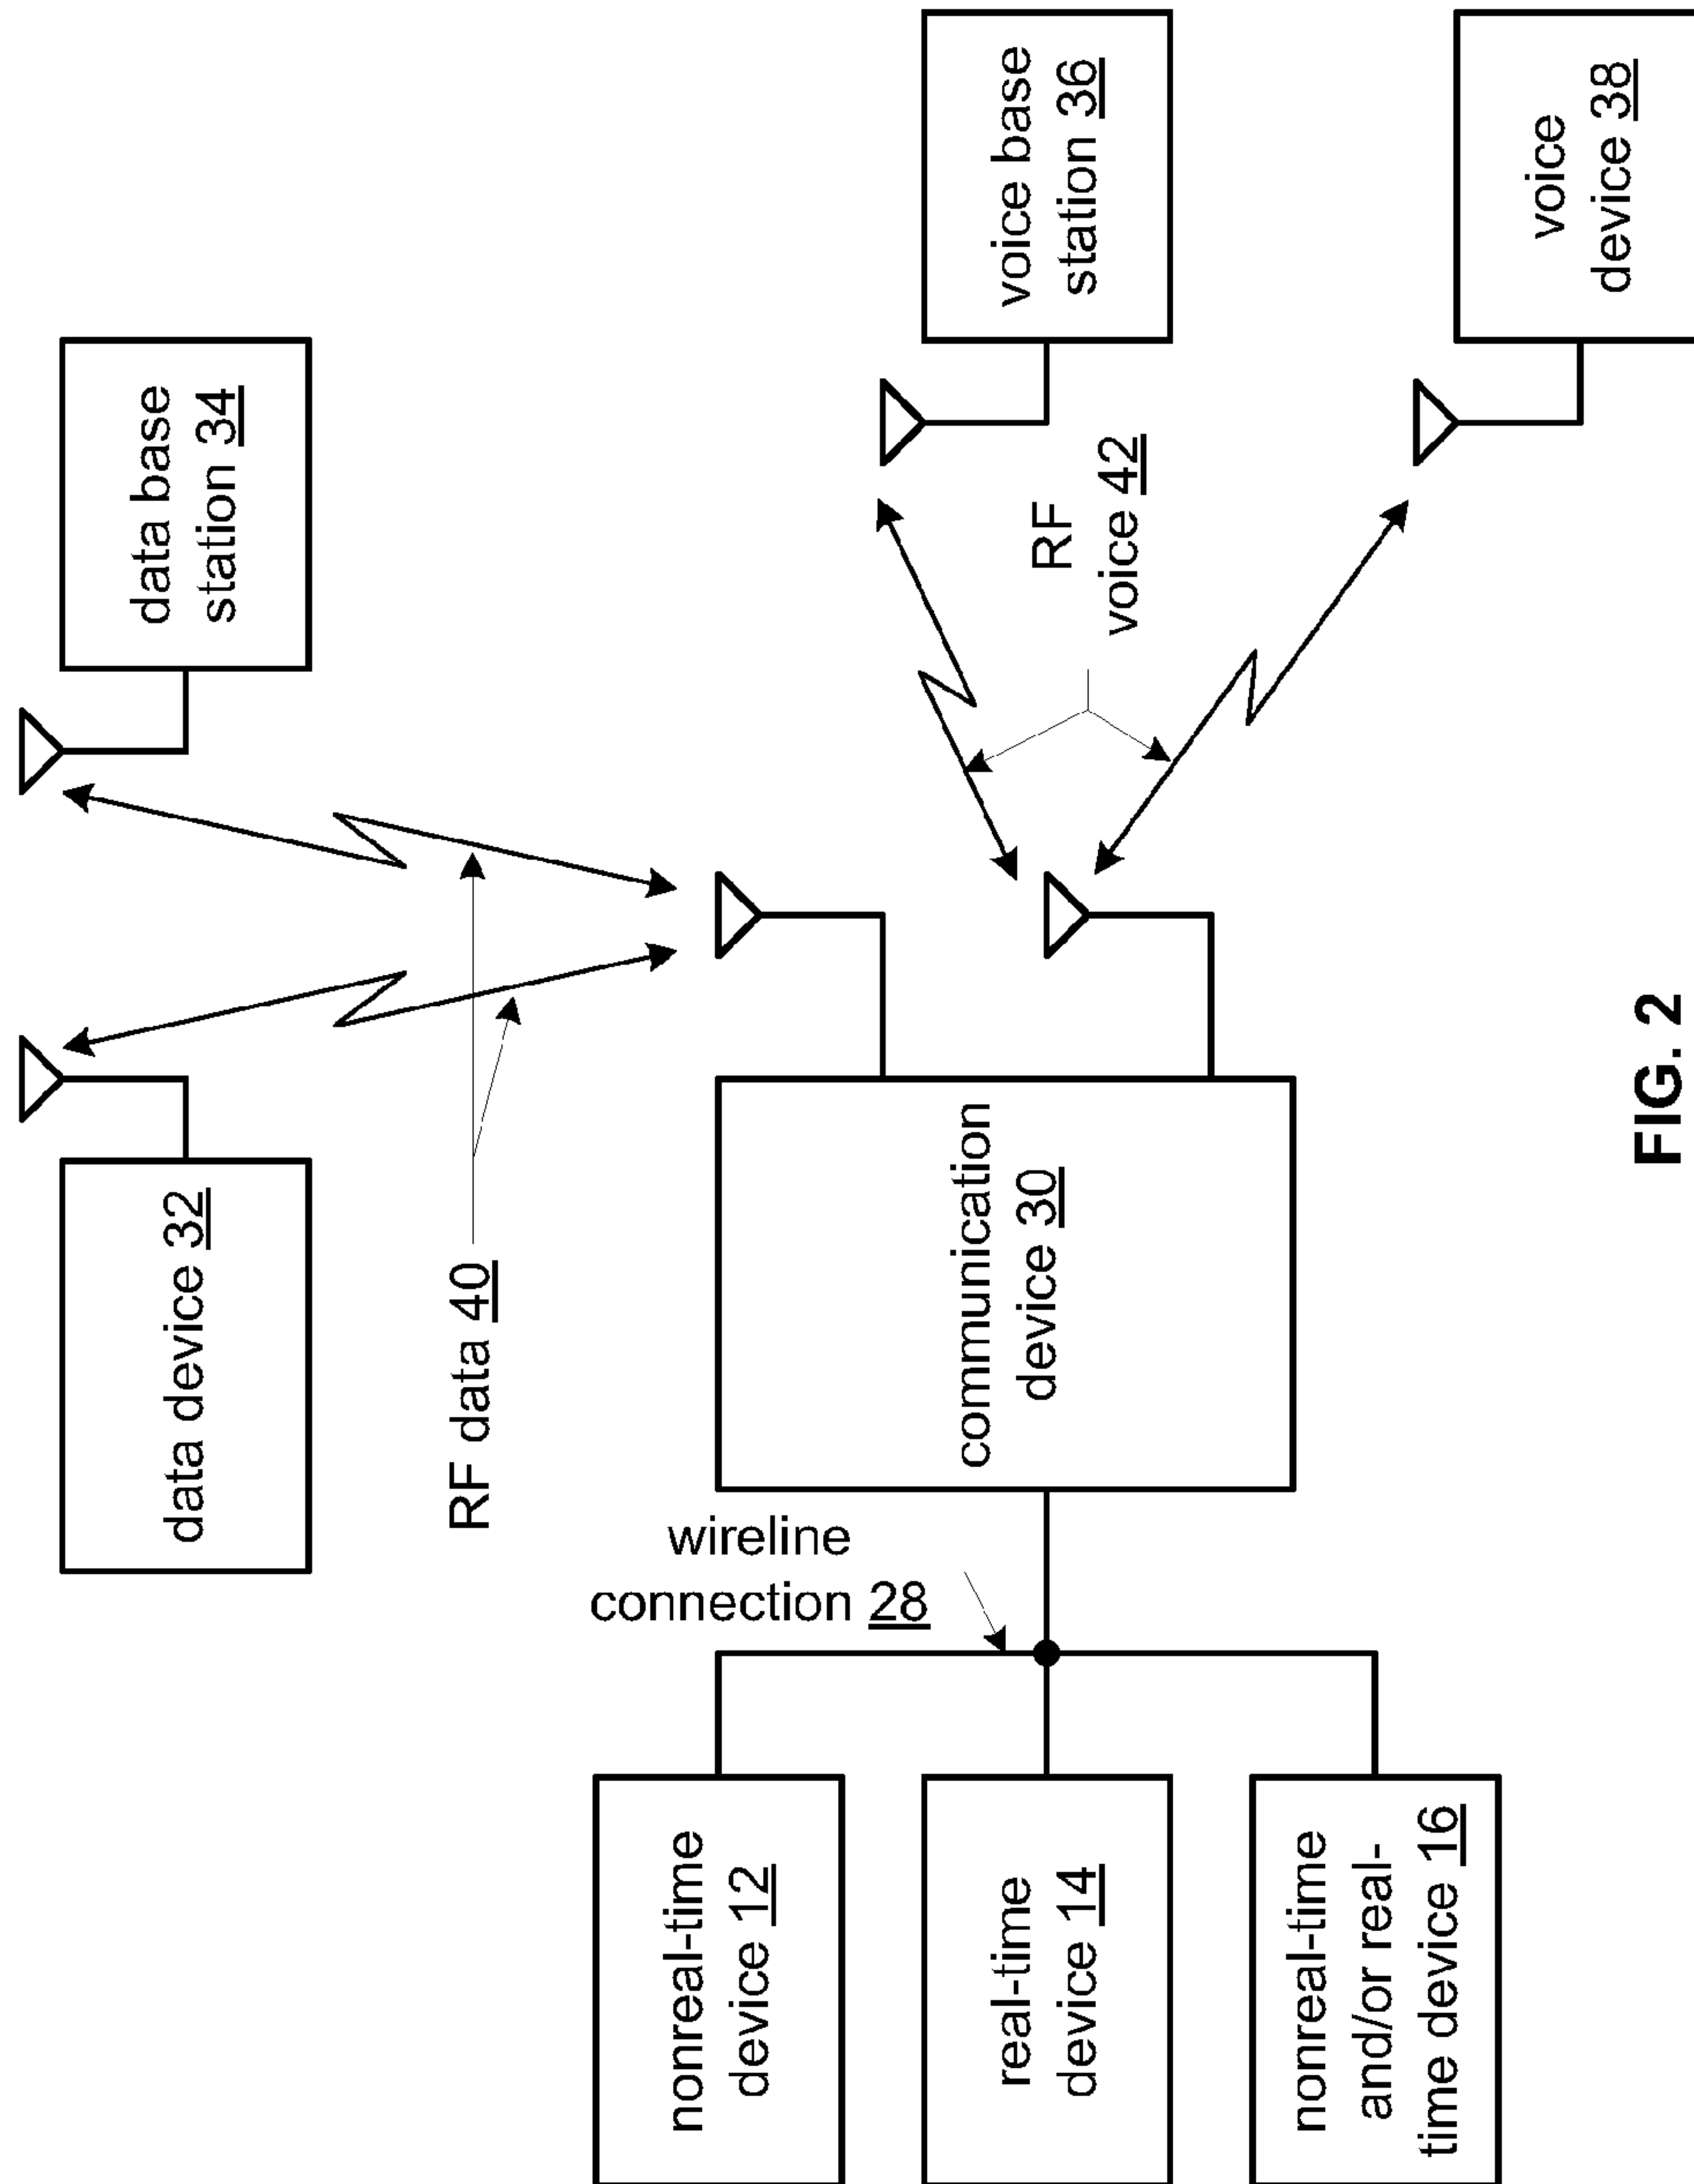 data device 32
data base
station 34
RF data 40
wireline
connection 28
nonreal-time
device 12
communication
device 30
RF
voice 42
voice base
station 36
real-time
device 14
nonreal-time
and/or real-
time device 16
voice
device 38
FIG. 2